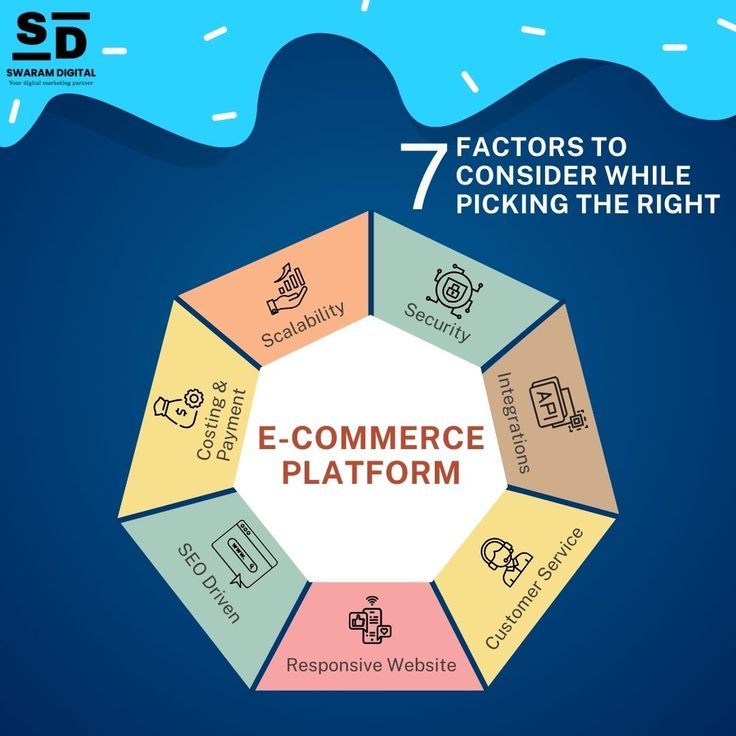 SD
SWARAM DIGITAL
Your digital marketing partner
7
FACTORS TO
CONSIDER WHILE
PICKING THE RIGHT
Scalability
Security
Costing &
Payment
API
Integrations
E-COMMERCE
PLATFORM
www.
SEO Driven
Customer Service
Responsive Website